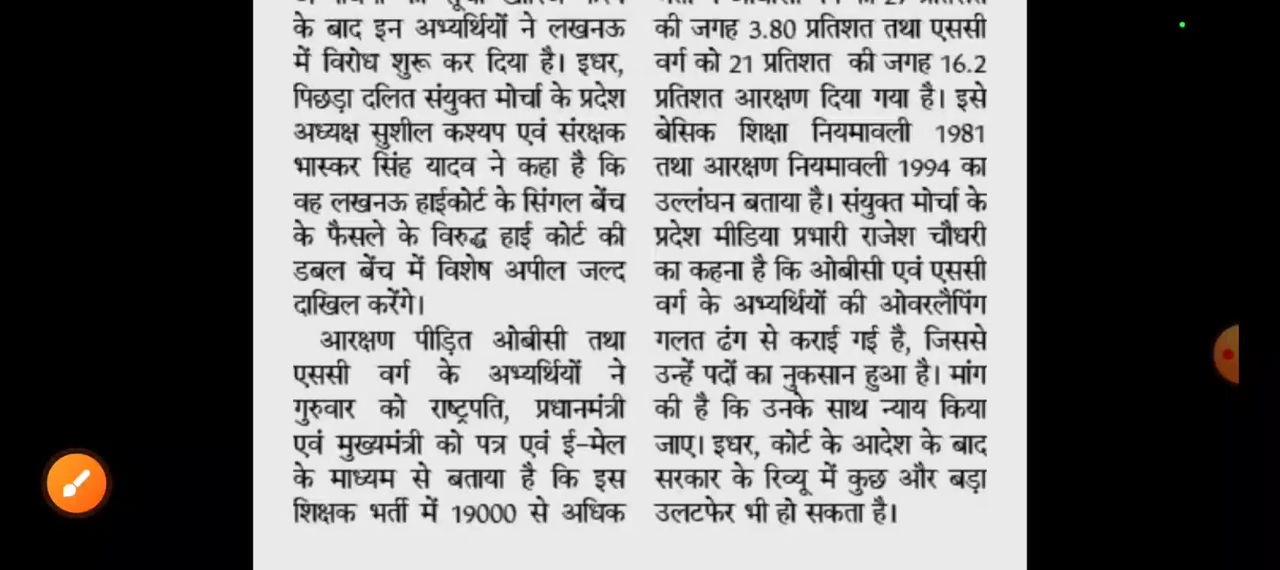 के बाद इन अभ्यर्थियों ने लखनऊ
में विरोध शुरू कर दिया है। इधर,
पिछड़ा दलित संयुक्त मोर्चा के प्रदेश
अध्यक्ष सुशील कश्यप एवं संरक्षक
भास्कर सिंह यादव ने कहा है कि
वह लखनऊ हाईकोर्ट के सिंगल बेंच
के फैसले के विरुद्ध हाई कोर्ट की
डबल बेंच में विशेष अपील जल्द
दाखिल करेंगे।
आरक्षण पीड़ित ओबीसी तथा
एससी वर्ग के अभ्यर्थियों ने
गुरुवार को राष्ट्रपति, प्रधानमंत्री
एवं मुख्यमंत्री को पत्र एवं ई-मेल
के माध्यम से बताया है कि इस
शिक्षक भर्ती में 19000 से अधिक
की जगह 3.80 प्रतिशत तथा एससी
वर्ग को 21 प्रतिशत की जगह 16.2
प्रतिशत आरक्षण दिया गया है। इसे
बेसिक शिक्षा नियमावली 1981
तथा आरक्षण नियमावली 1994 का
उल्लंघन बताया है। संयुक्त मोर्चा के
प्रदेश मीडिया प्रभारी राजेश चौधरी
का कहना है कि ओबीसी एवं एससी
वर्ग के अभ्यर्थियों की ओवरलैपिंग
गलत ढंग से कराई गई है, जिससे
उन्हें पदों का नुकसान हुआ है। मांग
की है कि उनके साथ न्याय किया
जाए। इधर, कोर्ट के आदेश के बाद
सरकार के रिव्यू में कुछ और बड़ा
उलटफेर भी हो सकता है।